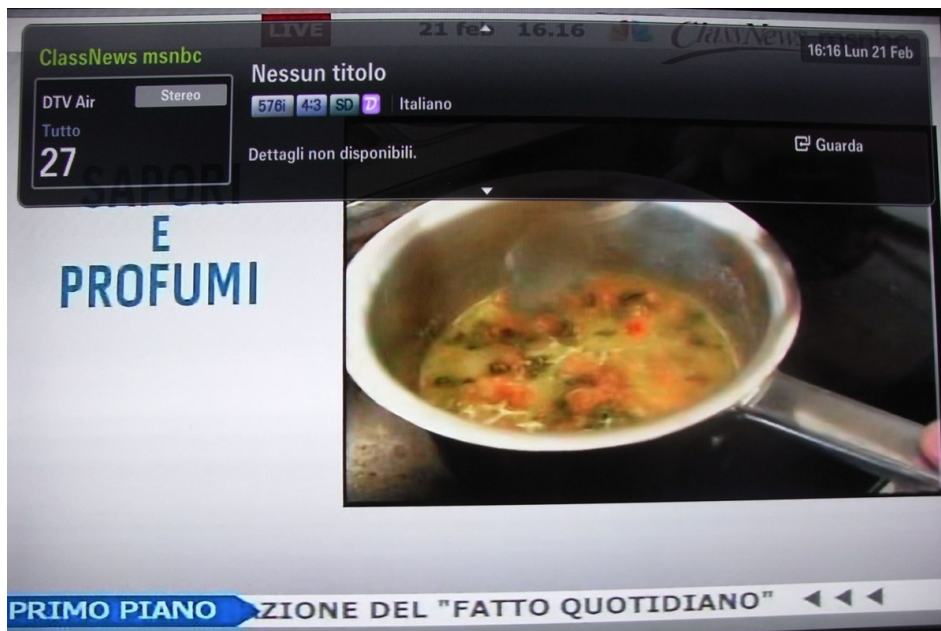 LIVE 21 feb 16.16 ClassNews msnbc
ClassNews msnbc
16:16 Lun 21 Feb
DTV Air Stereo
Tutto
27
Nessun titolo
576i 4:3 SD D Italiano
Dettagli non disponibili.
Guarda
SAPORI
E
PROFUMI
PRIMO PIANO ZIONE DEL "FATTO QUOTIDIANO"